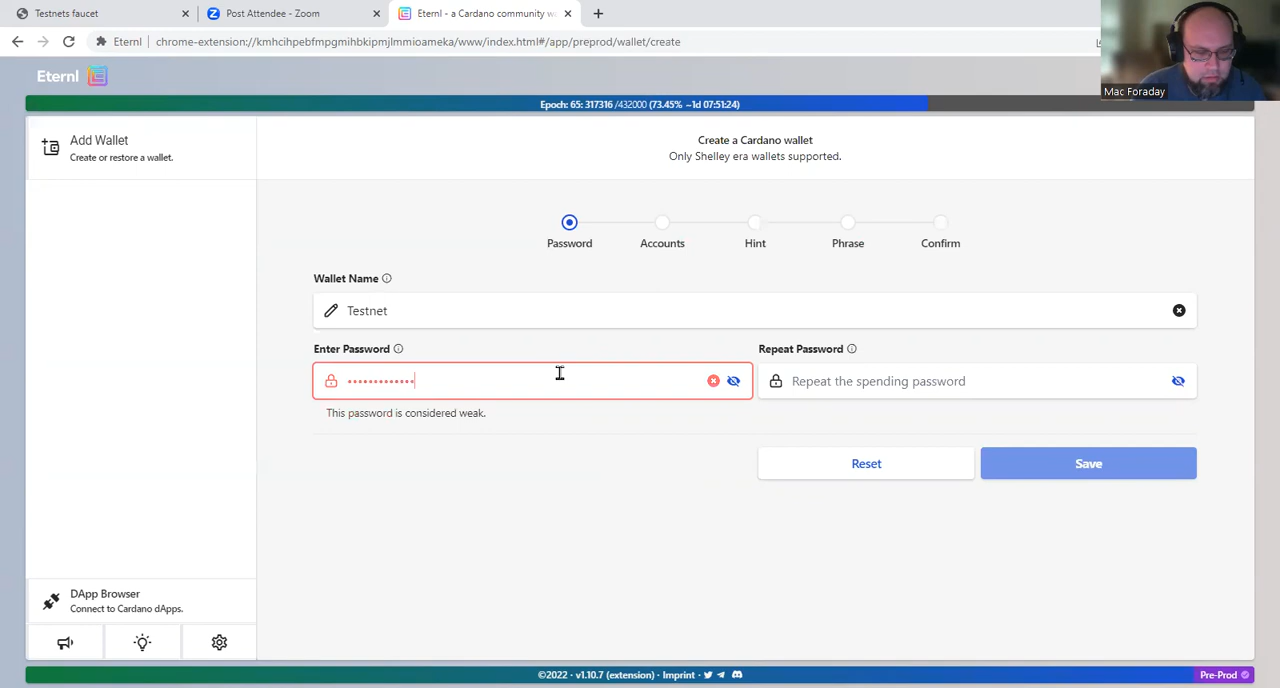 Testnets faucet
Post Attendee - Zoom
Eternl - a Cardano community w
Eternl
chrome-extension://kmhcihpebfmpgmihbkipmjlmmioameka/www/index.html#/app/preprod/wallet/create
Mac Foraday
Eternl
Epoch: 65: 317316 /432000 (73.45% ~1d 07:51:24)
Add Wallet
Create or restore a wallet.
Create a Cardano wallet
Only Shelley era wallets supported.
Password
Accounts
Hint
Phrase
Confirm
Wallet Name
Testnet
Enter Password
Repeat Password
•••••••••••••
Repeat the spending password
This password is considered weak.
Reset
Save
DApp Browser
Connect to Cardano dApps.
©2022 · v1.10.7 (extension) · Imprint ·
Pre-Prod